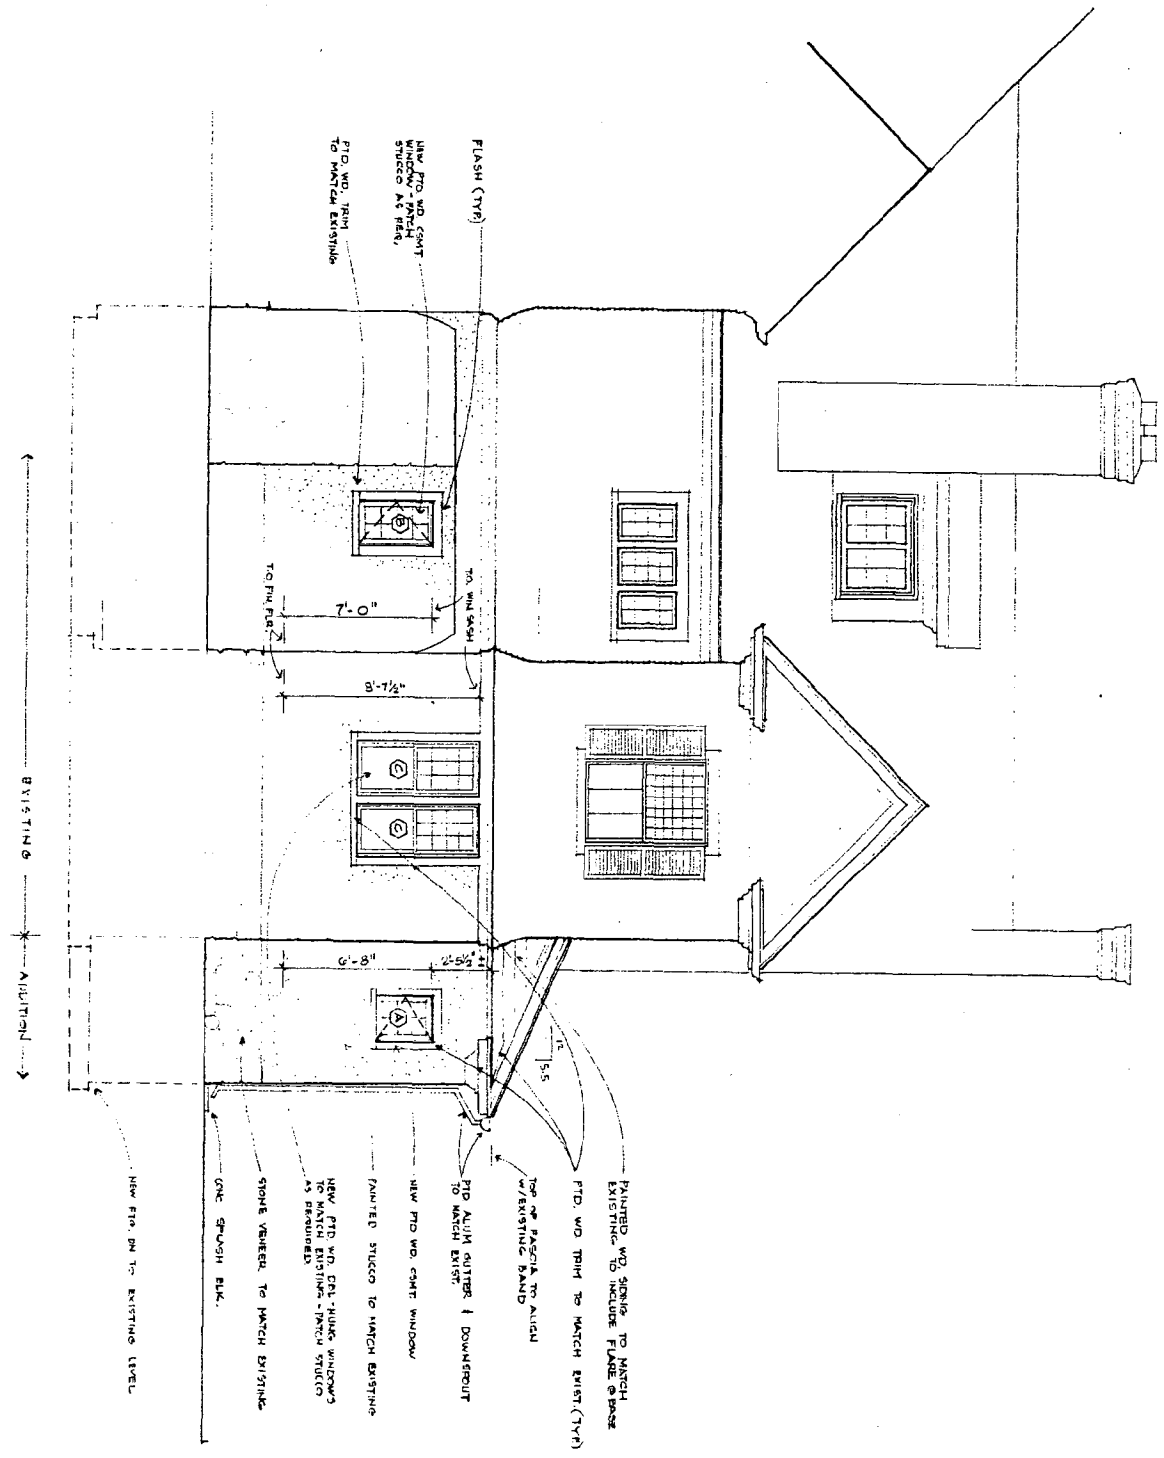 PAINTED WD. SIDING TO MATCH
EXISTING TO INCLUDE FLARE @ BASE
PTD. WD. TRIM TO MATCH EXIST. (TYP.)
TOP OF FASCIA TO ALIGN
W/EXISTING BAND
PTD ALUM GUTTER & DOWNSPOUT
TO MATCH EXIST.
NEW PTD WD. CSMT. WINDOW
PAINTED STUCCO TO MATCH EXISTING
NEW PTD. WD. DBL-HUNG WINDOWS
TO MATCH EXISTING - PATCH STUCCO
AS REQUIRED.
STONE VENEER TO MATCH EXISTING
CONC SPLASH BLK.
NEW FTG. DN TO EXISTING LEVEL
FLASH (TYP.)
NEW PTD. WD. CSMT.
WINDOW - PATCH
STUCCO AS REQ.
PTD. WD. TRIM
TO MATCH EXISTING
12
5.5
T.O. WIN SASH
T.O. FIN. FLR.
7'-0"
8'-7½"
6'-8"
2'-5½" ±
B
C
C
A
EXISTING
ADDITION